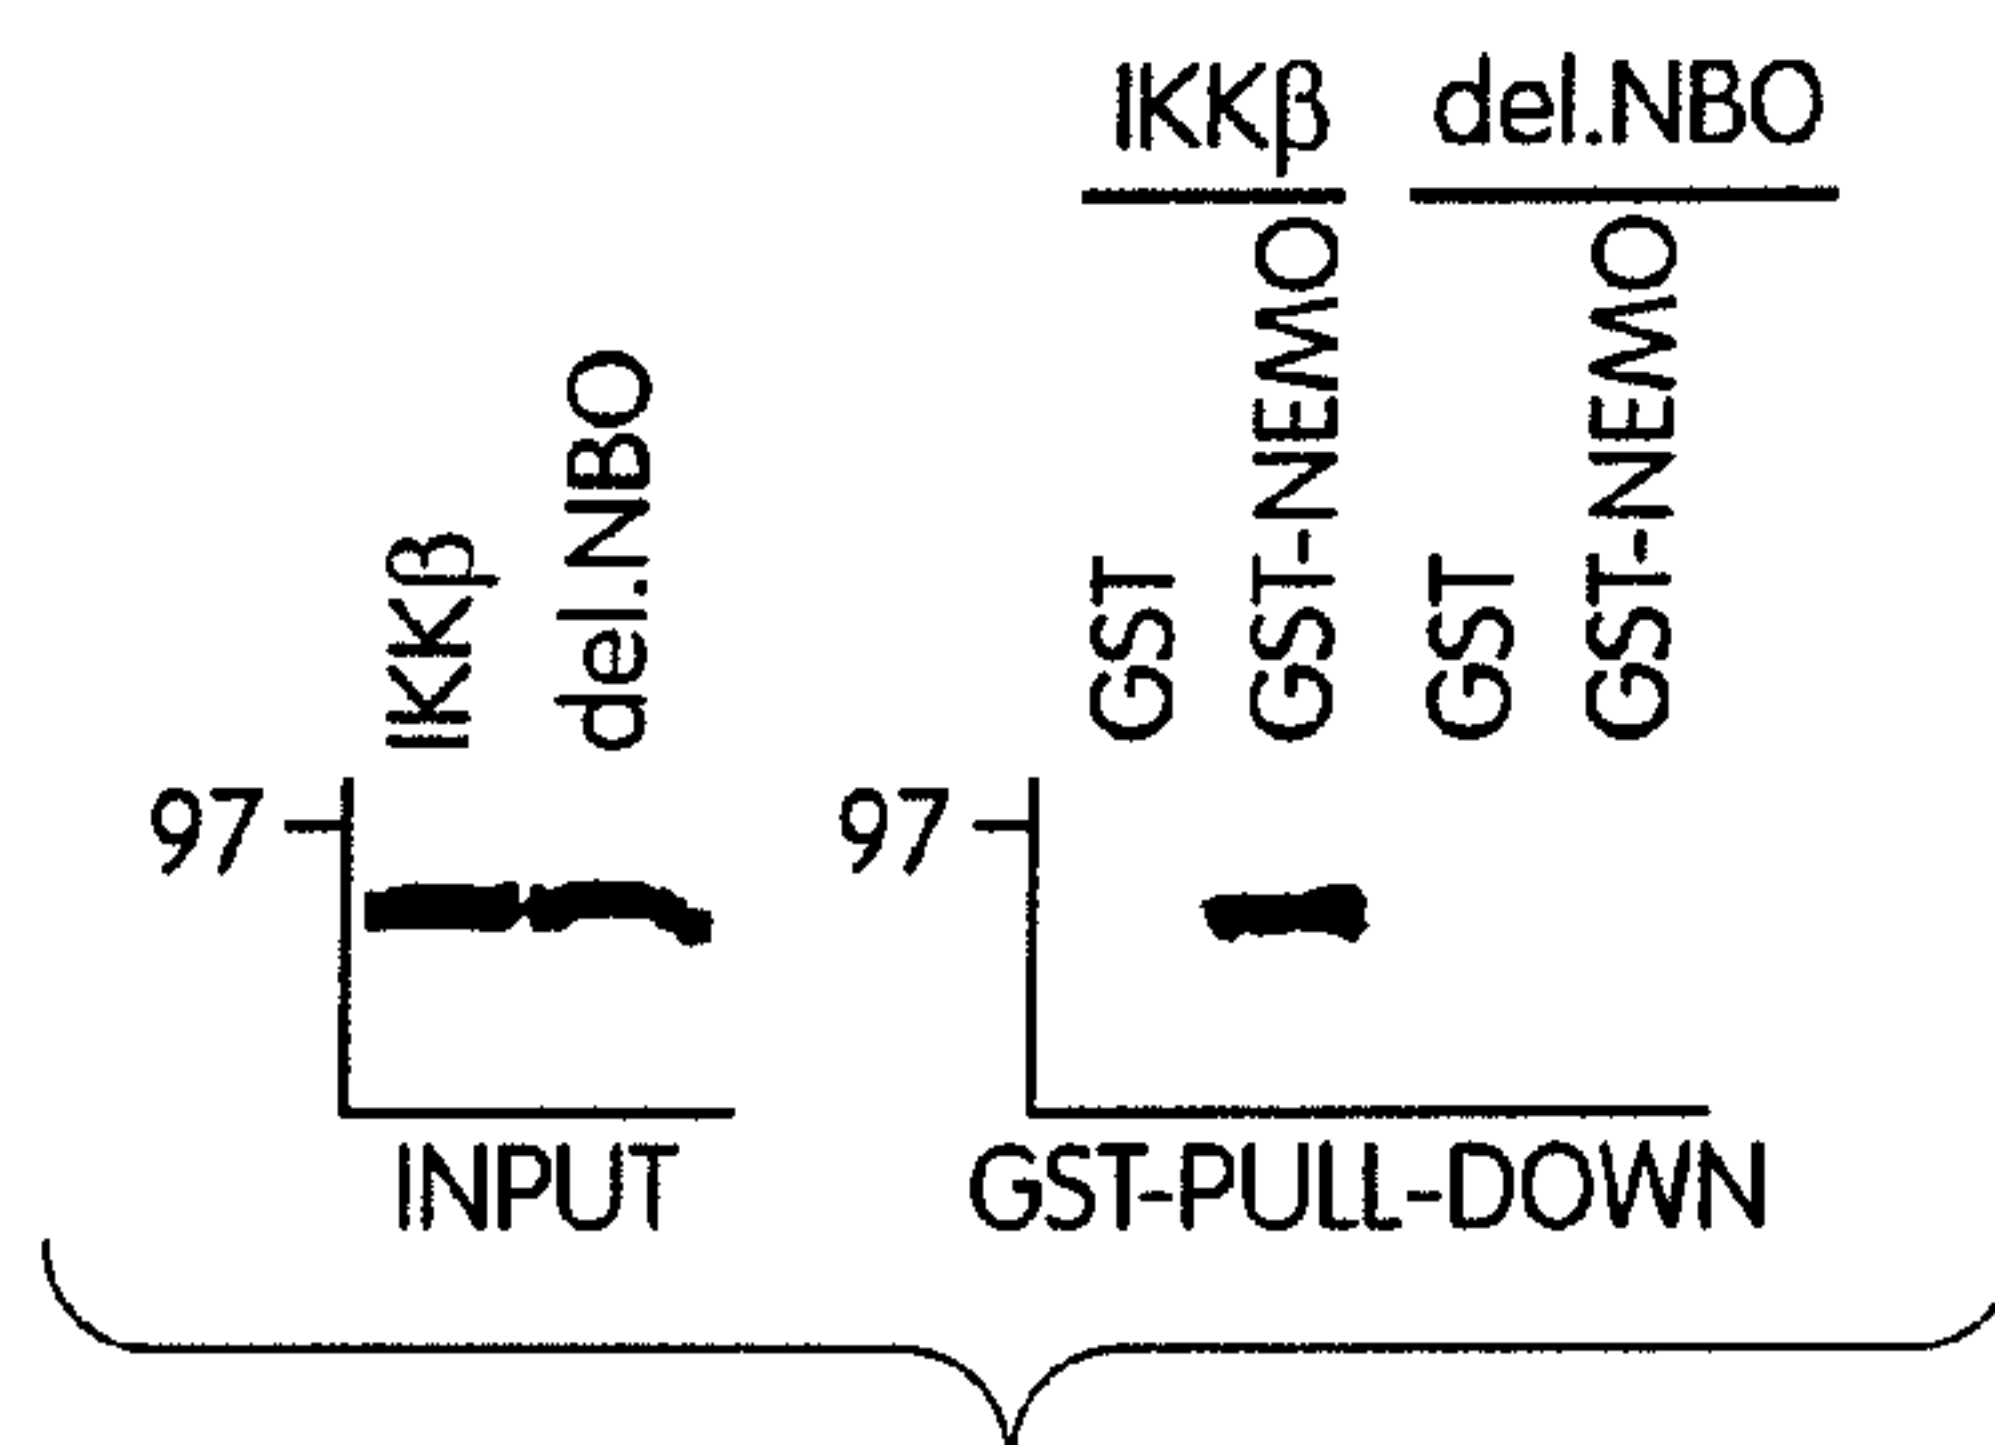 IKKβ del.NBO
GST GST-NEMO GST GST-NEMO
IKKβ del.NBO
97 97
INPUT GST-PULL-DOWN